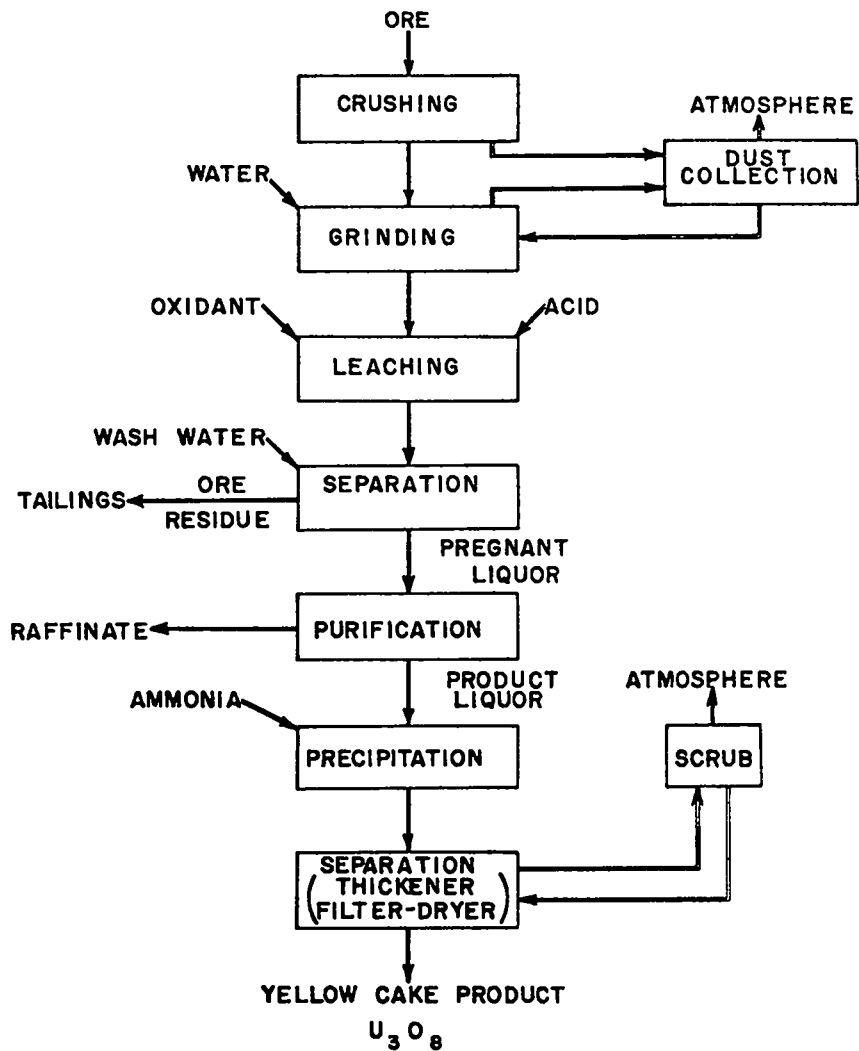 ORE
CRUSHING
ATMOSPHERE
DUST
COLLECTION
WATER
GRINDING
OXIDANT
ACID
LEACHING
WASH WATER
SEPARATION
ORE
TAILINGS
RESIDUE
PREGNANT
LIQUOR
RAFFINATE
PURIFICATION
PRODUCT
LIQUOR
ATMOSPHERE
AMMONIA
PRECIPITATION
SCRUB
SEPARATION
(THICKENER
FILTER-DRYER)
YELLOW CAKE PRODUCT
U3O8